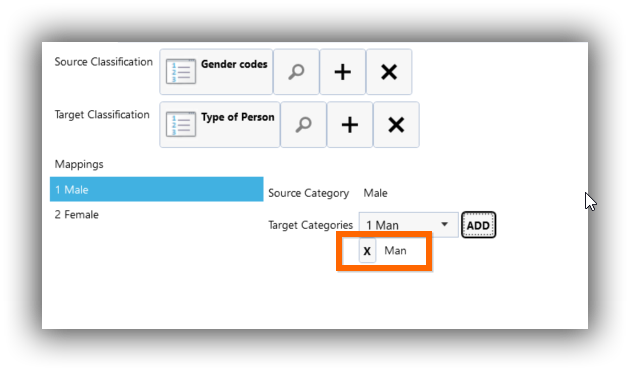 Source Classification
Gender codes
Target Classification
Type of Person
Mappings
1 Male
2 Female
Source Category
Male
Target Categories
1 Man
ADD
X
Man